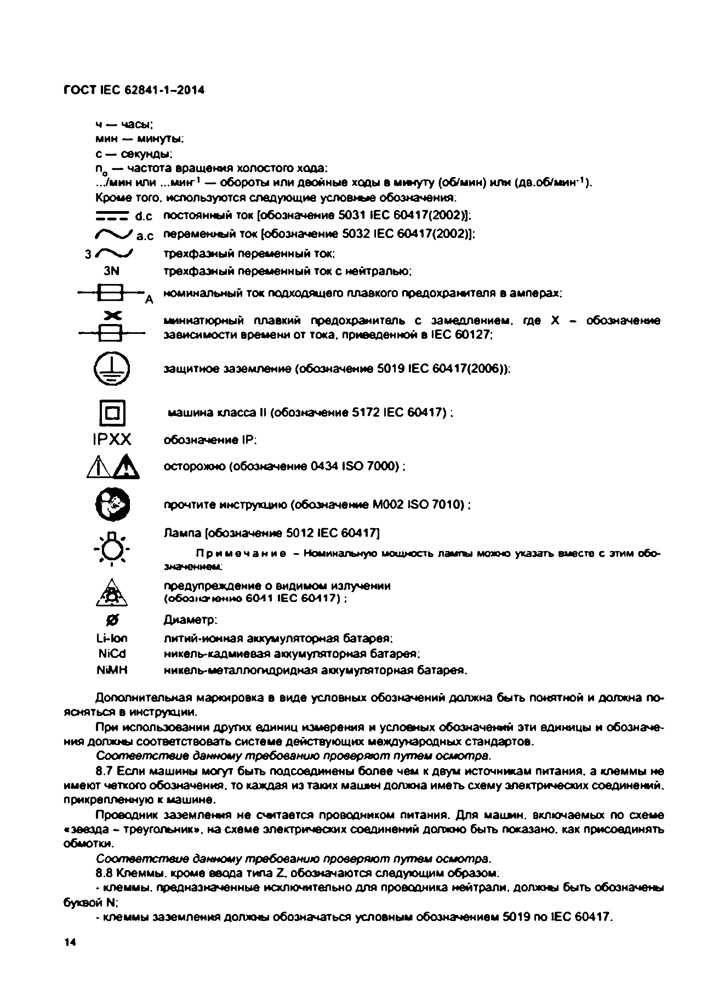 ГОСТ IEC 62841-1–2014
ч — часы;
мин — минуты;
с — секунды;
n₀ — частота вращения холостого хода;
.../мин или ...мин⁻¹ — обороты или двойные ходы в минуту (об/мин) или (дв.об/мин⁻¹).
Кроме того, используются следующие условные обозначения:
d.c постоянный ток [обозначение 5031 IEC 60417(2002)];
a.c переменный ток [обозначение 5032 IEC 60417(2002)];
3 трехфазный переменный ток;
3N трехфазный переменный ток с нейтралью;
A номинальный ток подходящего плавкого предохранителя в амперах;
X
миниатюрный плавкий предохранитель с замедлением, где X – обозначение
зависимости времени от тока, приведенной в IEC 60127;
защитное заземление (обозначение 5019 IEC 60417(2006));
машина класса II (обозначение 5172 IEC 60417) ;
IPXX обозначение IP;
осторожно (обозначение 0434 ISO 7000) ;
прочтите инструкцию (обозначение M002 ISO 7010) ;
Лампа [обозначение 5012 IEC 60417]
Примечание – Номинальную мощность лампы можно указать вместе с этим обо-
значением;
предупреждение о видимом излучении
(обозначению 6041 IEC 60417) ;
Ø Диаметр;
Li-Ion литий-ионная аккумуляторная батарея;
NiCd никель-кадмиевая аккумуляторная батарея;
NiMH никель-металлогидридная аккумуляторная батарея.
Дополнительная маркировка в виде условных обозначений должна быть понятной и должна по-
ясняться в инструкции.
При использовании других единиц измерения и условных обозначений эти единицы и обозначе-
ния должны соответствовать системе действующих международных стандартов.
Соответствие данному требованию проверяют путем осмотра.
8.7 Если машины могут быть подсоединены более чем к двум источникам питания, а клеммы не
имеют четкого обозначения, то каждая из таких машин должна иметь схему электрических соединений,
прикрепленную к машине.
Проводник заземления не считается проводником питания. Для машин, включаемых по схеме
«звезда – треугольник», на схеме электрических соединений должно быть показано, как присоединять
обмотки.
Соответствие данному требованию проверяют путем осмотра.
8.8 Клеммы, кроме ввода типа Z, обозначаются следующим образом:
- клеммы, предназначенные исключительно для проводника нейтрали, должны быть обозначены
буквой N;
- клеммы заземления должны обозначаться условным обозначением 5019 по IEC 60417.
14